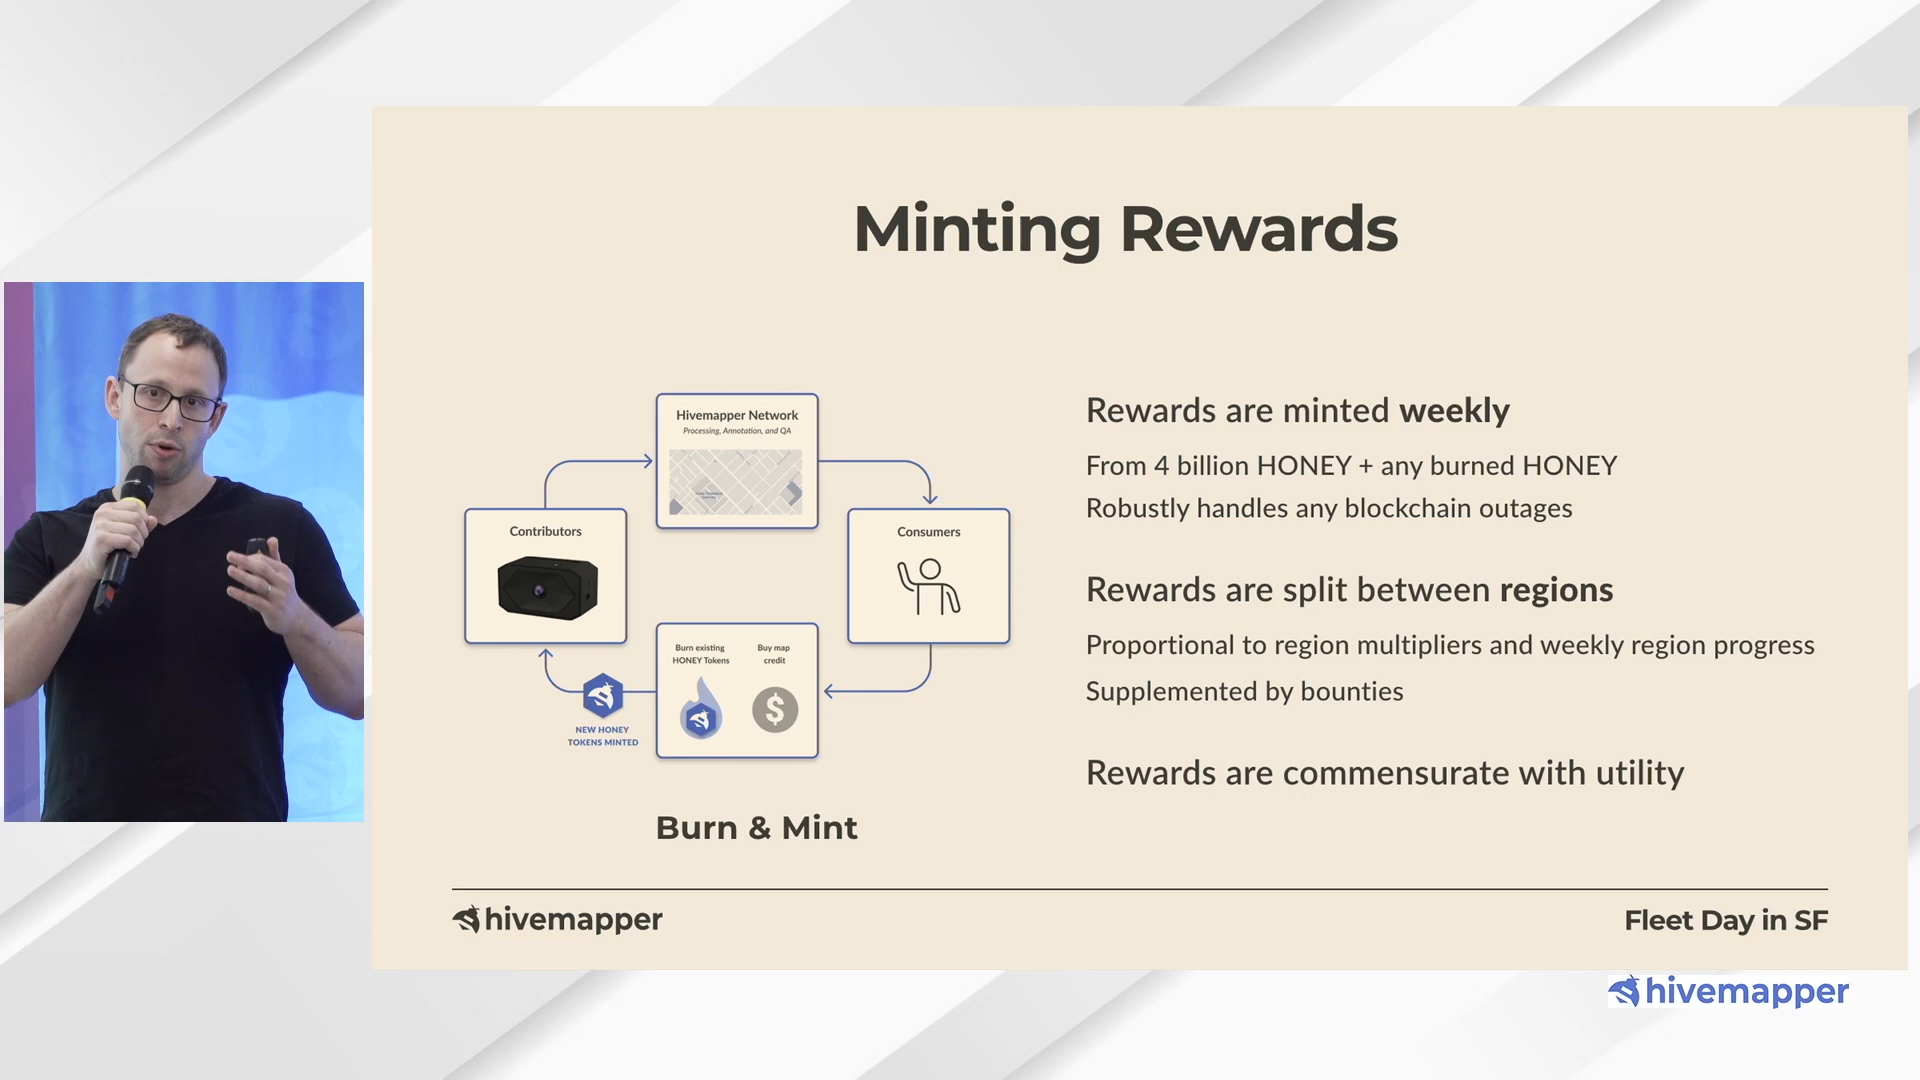 Minting Rewards
Hivemapper Network
Processing, Annotation, and QA
Contributors
Consumers
Burn existing
HONEY Tokens
Buy map
credit
$
NEW HONEY
TOKENS MINTED
Burn & Mint
Rewards are minted weekly
From 4 billion HONEY + any burned HONEY
Robustly handles any blockchain outages
Rewards are split between regions
Proportional to region multipliers and weekly region progress
Supplemented by bounties
Rewards are commensurate with utility
hivemapper
Fleet Day in SF
hivemapper